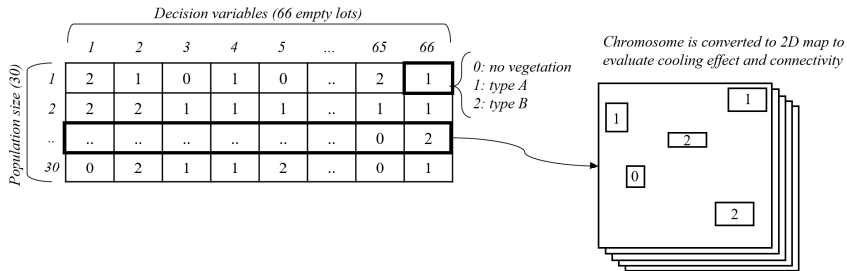 Decision variables (66 empty lots)
1 2 3 4 5 ... 65 66
Population size (30)
1 2 1 0 1 0 .. 2 1
2 2 2 1 1 1 .. 1 1
.. .. .. .. .. .. .. 0 2
30 0 2 1 1 2 .. 0 1
0: no vegetation
1: type A
2: type B
Chromosome is converted to 2D map to
evaluate cooling effect and connectivity
1
1
2
0
2